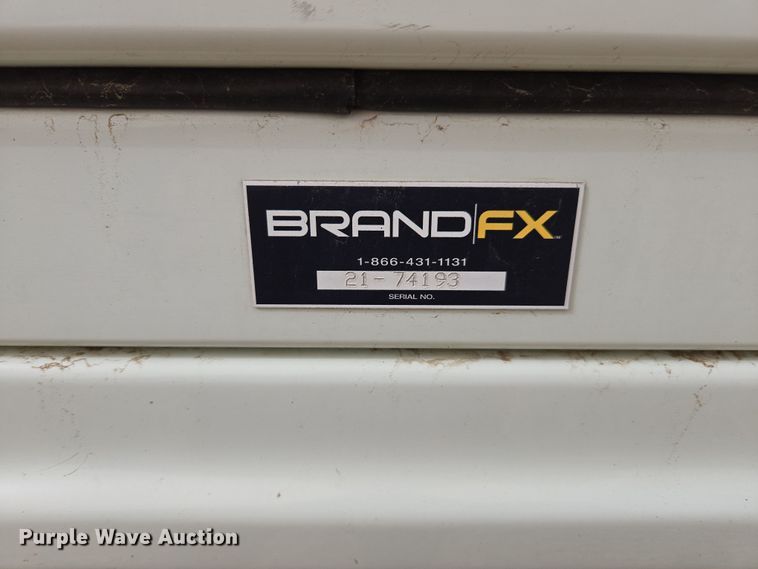 BRAND|FX
1-866-431-1131
21-74193
SERIAL NO.
Purple Wave Auction